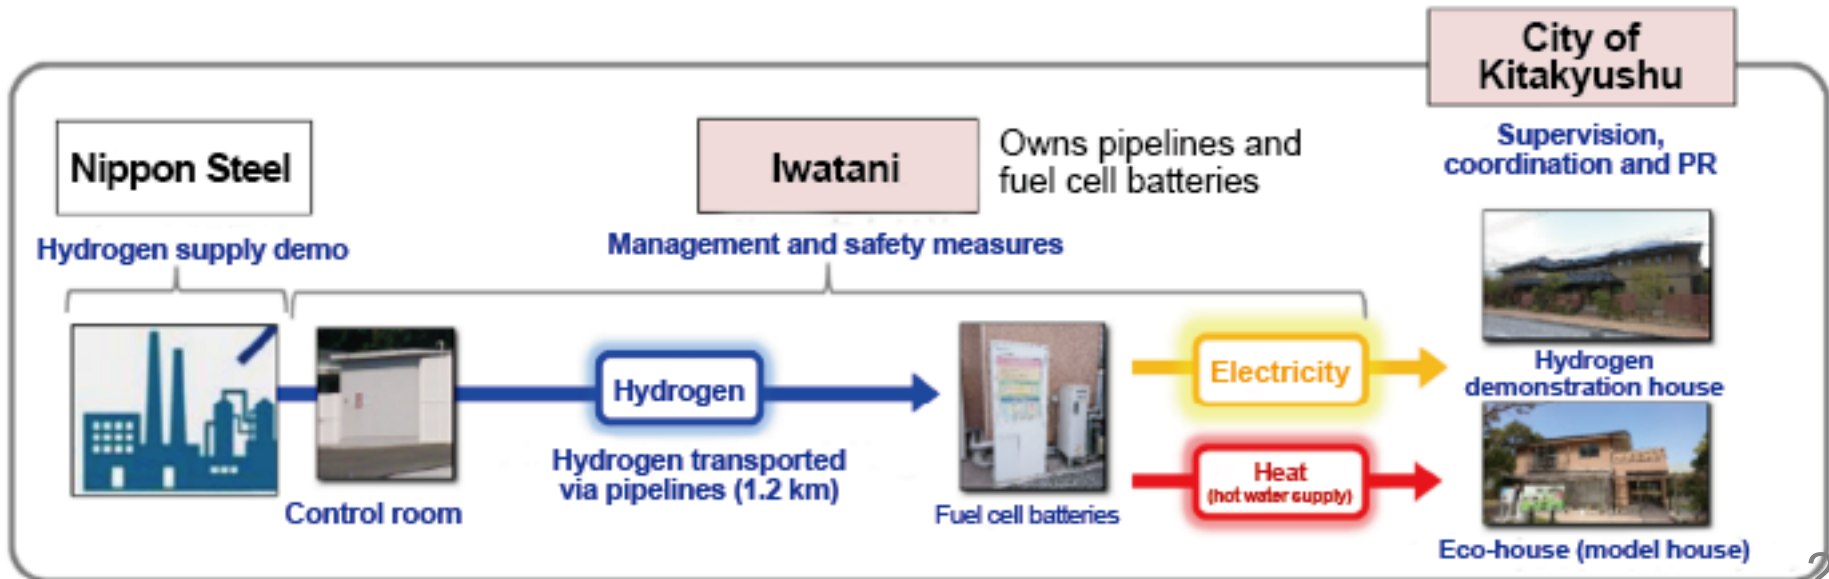 City of
Kitakyushu
Supervision,
coordination and PR
Nippon Steel
Hydrogen supply demo
Iwatani
Owns pipelines and
fuel cell batteries
Management and safety measures
Control room
Hydrogen
Hydrogen transported
via pipelines (1.2 km)
Fuel cell batteries
Electricity
Heat
(hot water supply)
Hydrogen
demonstration house
Eco-house (model house)
2